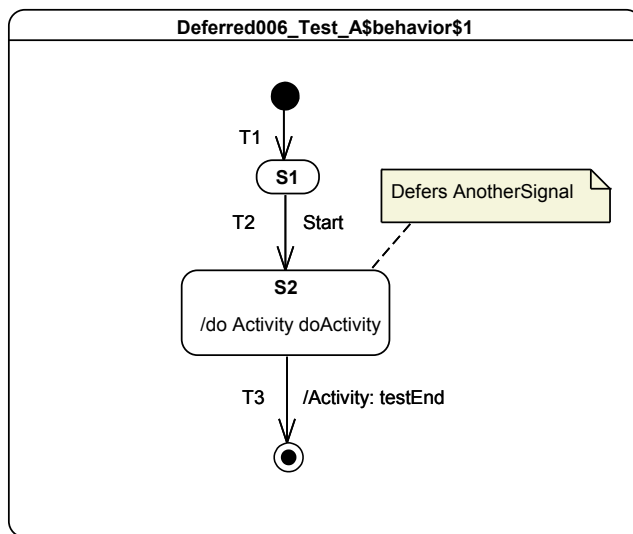 Deferred006_Test_A$behavior$1
T1
S1
Defers AnotherSignal
T2 Start
S2
/do Activity doActivity
T3 /Activity: testEnd